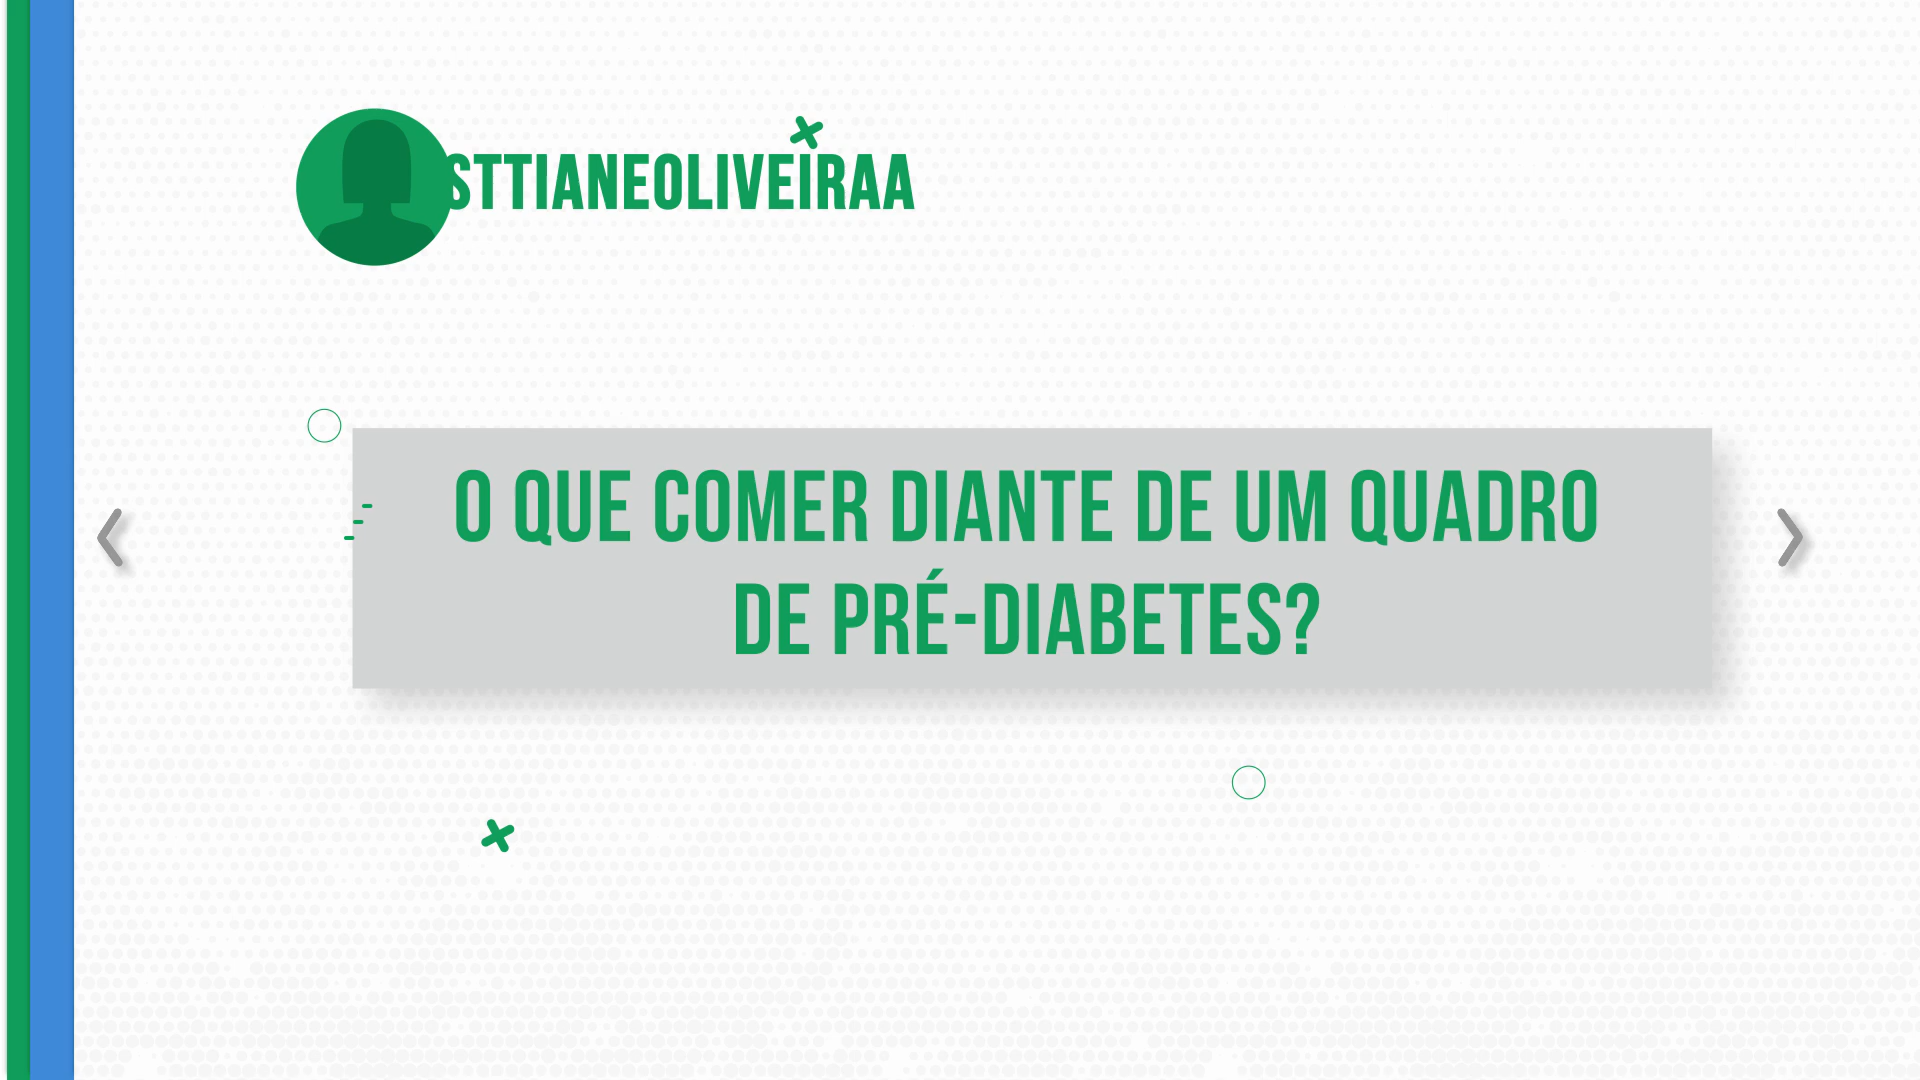 STTIANEOLIVEIRAA
O QUE COMER DIANTE DE UM QUADRO
DE PRÉ-DIABETES?